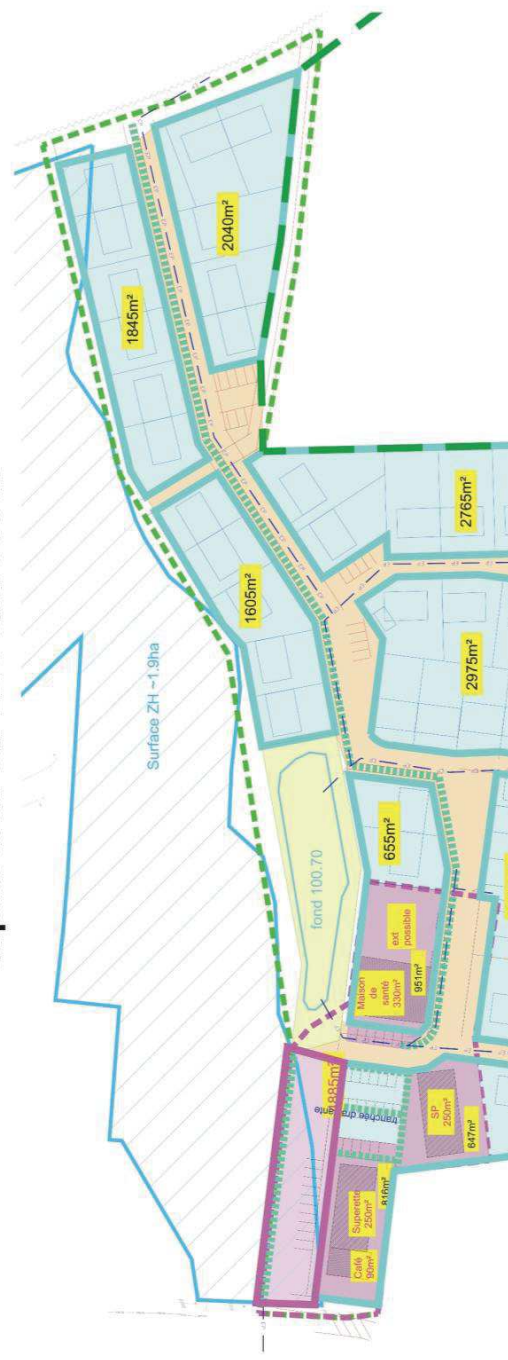 2040m²
1845m²
1605m²
2765m²
2975m²
Surface ZH ~1.9ha
fond 100.70
655m²
ext
possible
Maison
de
santé
330m²
951m²
1885m²
tranchée drainante
SP
250m²
647m²
Superette
250m²
816m²
Café
90m²